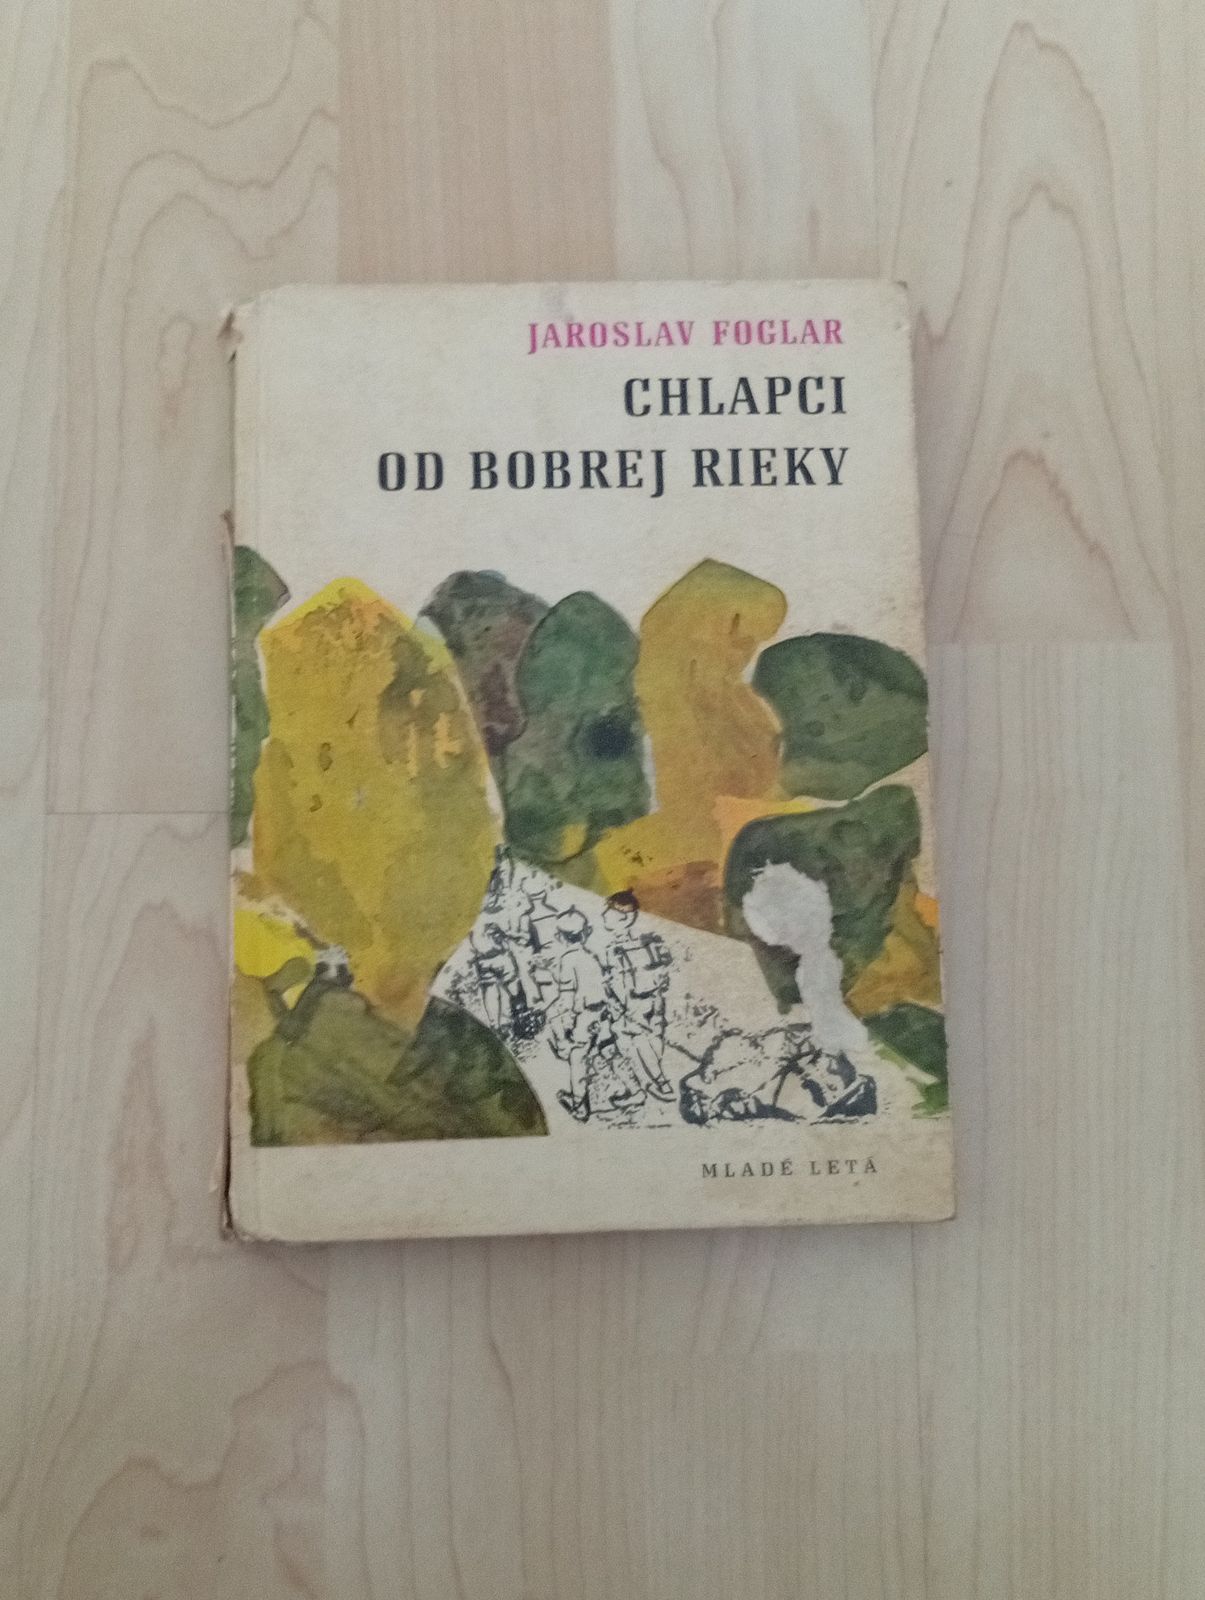 JAROSLAV FOGLAR
CHLAPCI
OD BOBREJ RIEKY
MLADÉ LETÁ